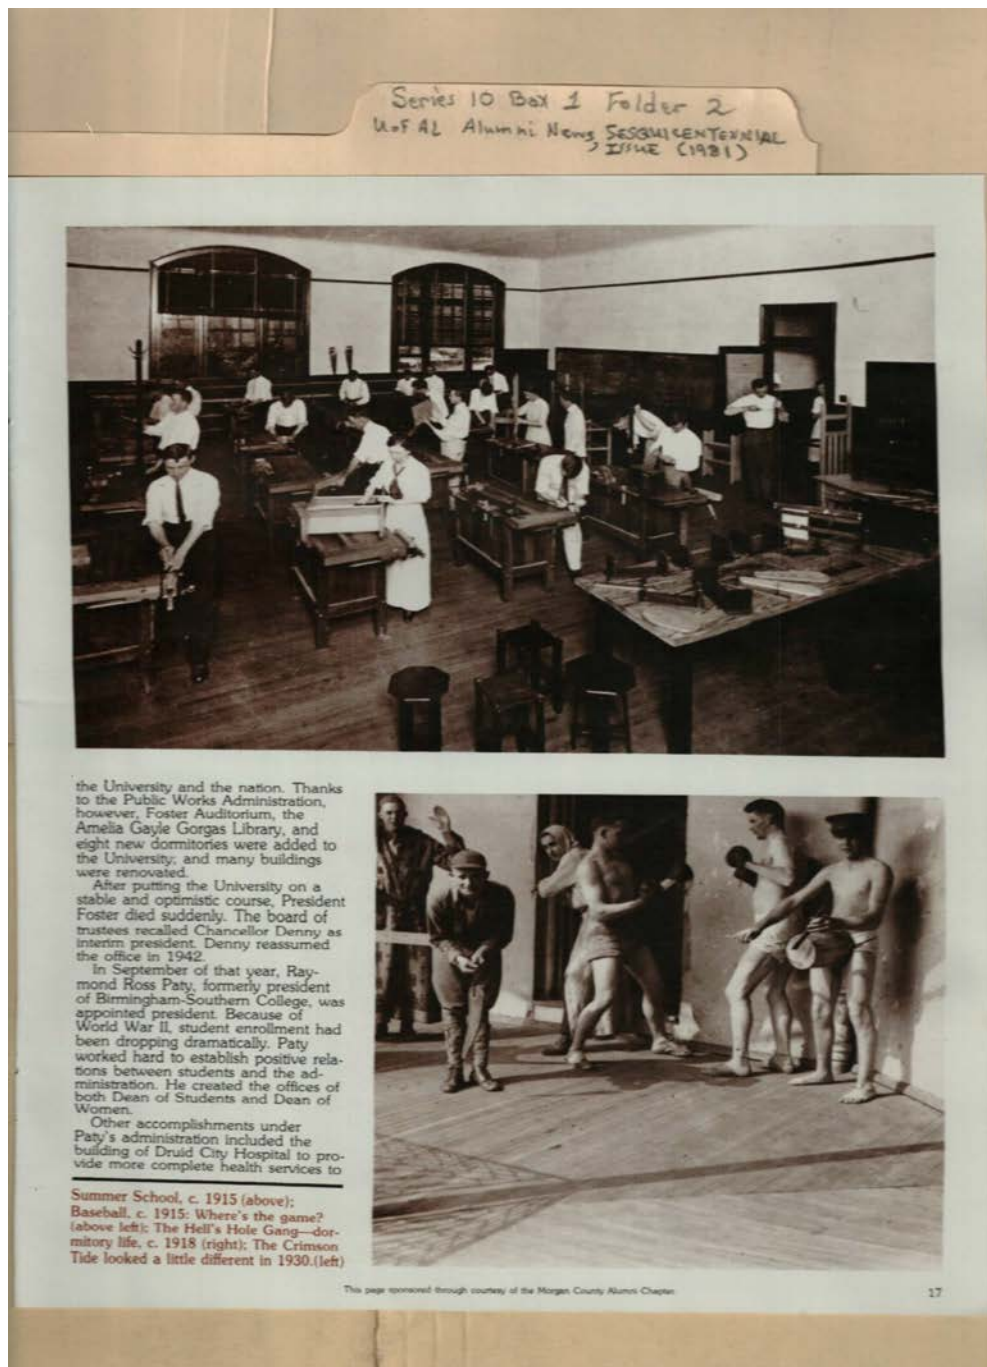 Series 10 Box 1 Folder 2
U of AL Alumni News, SESQUICENTENNIAL
ISSUE (1981)
the University and the nation. Thanks
to the Public Works Administration,
however, Foster Auditorium, the
Amelia Gayle Gorgas Library, and
eight new dormitories were added to
the University; and many buildings
were renovated.
After putting the University on a
stable and optimistic course, President
Foster died suddenly. The board of
trustees recalled Chancellor Denny as
interim president. Denny reassumed
the office in 1942.
In September of that year, Ray-
mond Ross Paty, formerly president
of Birmingham-Southern College, was
appointed president. Because of
World War II, student enrollment had
been dropping dramatically. Paty
worked hard to establish positive rela-
tions between students and the ad-
ministration. He created the offices of
both Dean of Students and Dean of
Women.
Other accomplishments under
Paty's administration included the
building of Druid City Hospital to pro-
vide more complete health services to
Summer School, c. 1915 (above);
Baseball, c. 1915: Where's the game?
(above left); The Hell's Hole Gang—dor-
mitory life, c. 1918 (right); The Crimson
Tide looked a little different in 1930.(left)
This page sponsored through courtesy of the Morgan County Alumni Chapter.
17